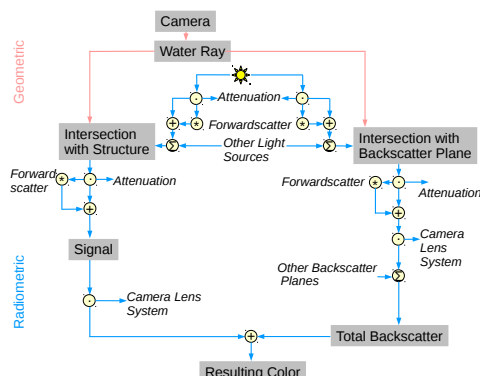 Camera
Water Ray
Geometric
Attenuation
Forwardscatter
Intersection
with Structure
Other Light
Sources
Intersection with
Backscatter Plane
Forward
scatter
Attenuation
Forwardscatter
Attenuation
Signal
Camera
Lens
System
Other Backscatter
Planes
Radiometric
Camera Lens
System
Total Backscatter
Resulting Color